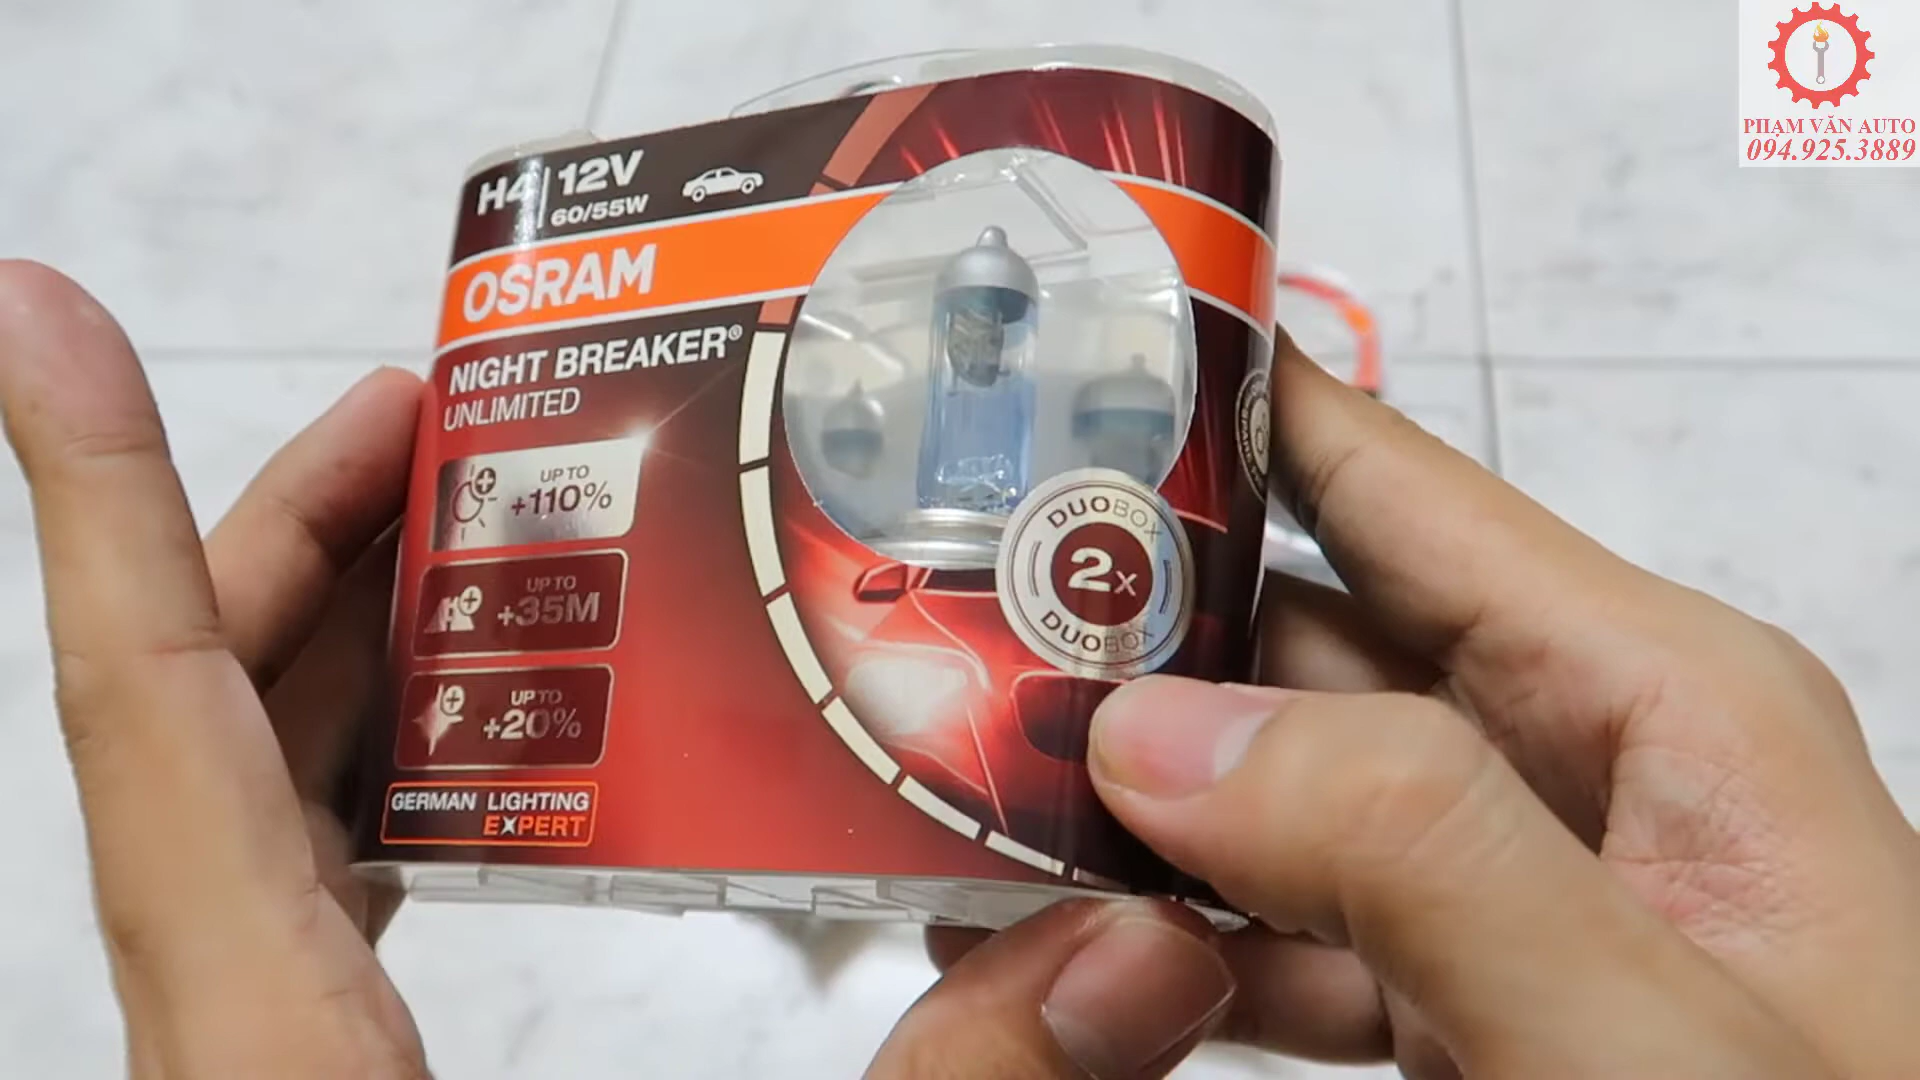 H4 12V
60/55W
OSRAM
NIGHT BREAKER®
UNLIMITED
UP TO
+110%
UP TO
+35M
UP TO
+20%
GERMAN LIGHTING
EXPERT
DUOBOX
2x
DUOBOX
PHẠM VĂN AUTO
094.925.3889